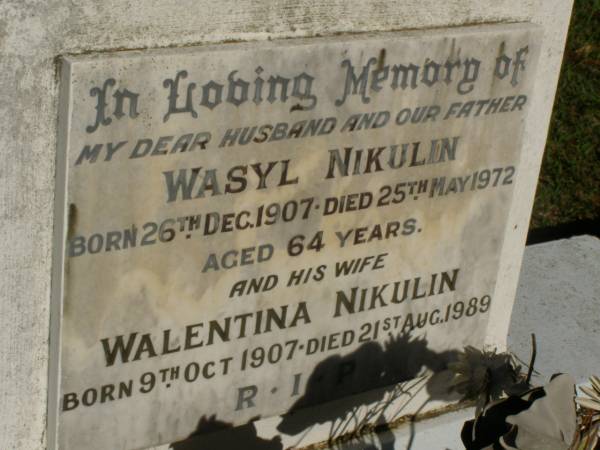 In Loving Memory of
MY DEAR HUSBAND AND OUR FATHER
WASYL NIKULIN
BORN 26TH DEC. 1907 · DIED 25TH MAY 1972
AGED 64 YEARS.
AND HIS WIFE
WALENTINA NIKULIN
BORN 9TH OCT 1907 · DIED 21ST AUG. 1989
R · I · P